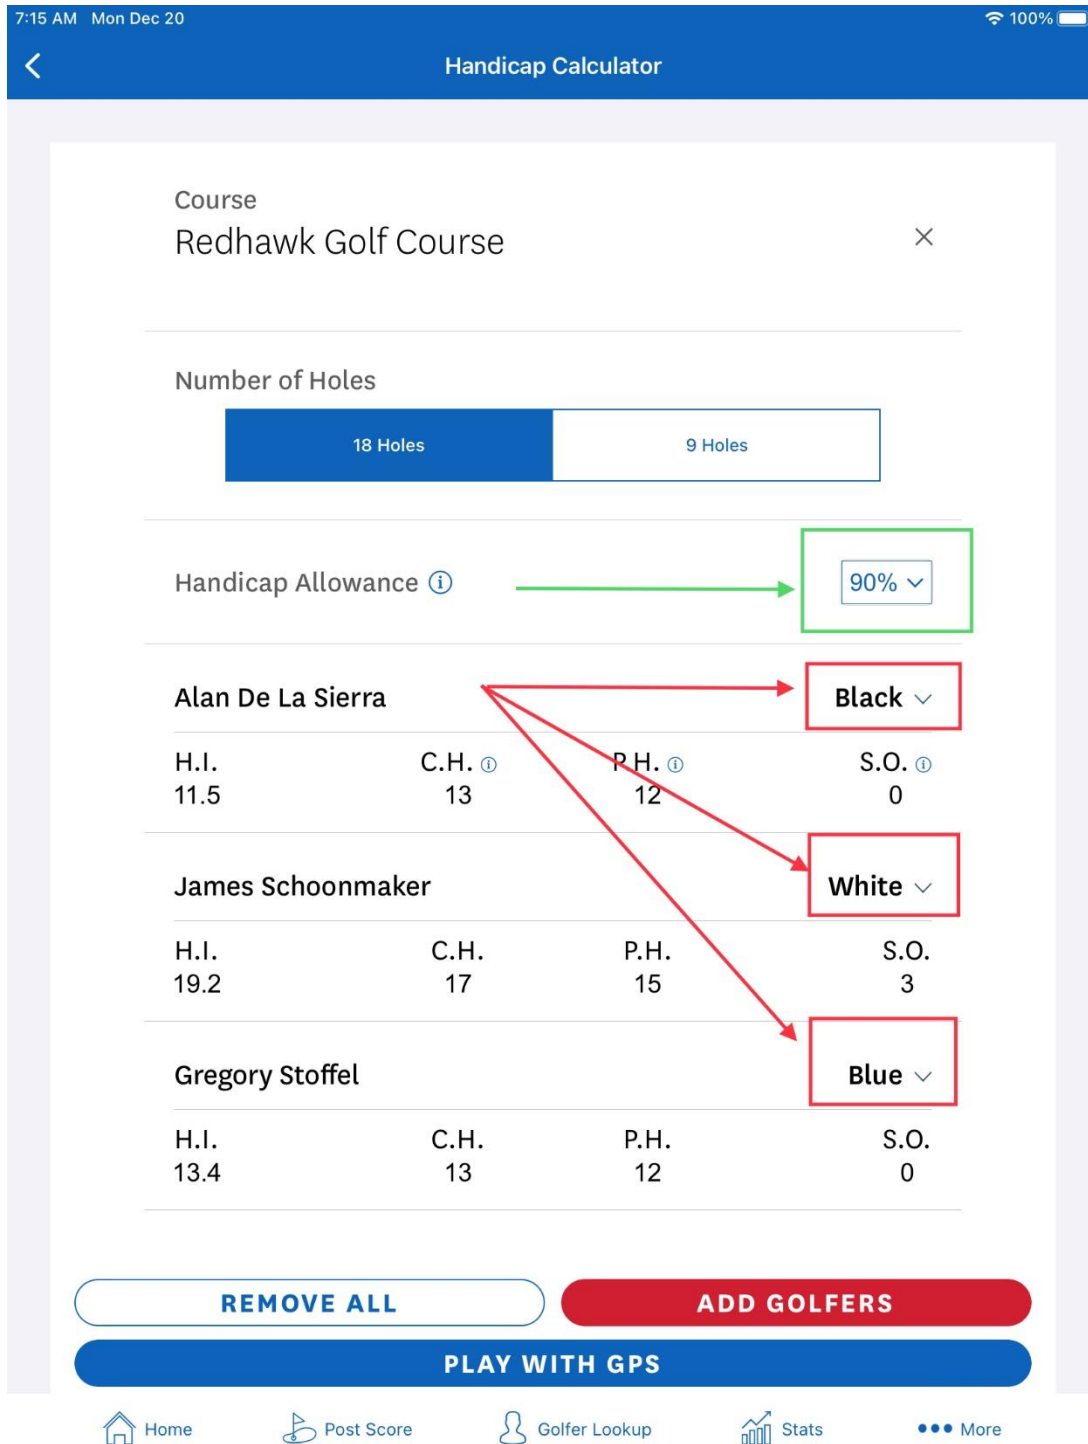 7:15 AM Mon Dec 20 100%
Handicap Calculator
Course
Redhawk Golf Course
Number of Holes
18 Holes 9 Holes
Handicap Allowance 90%
Alan De La Sierra Black
H.I. C.H. P.H. S.O.
11.5 13 12 0
James Schoonmaker White
H.I. C.H. P.H. S.O.
19.2 17 15 3
Gregory Stoffel Blue
H.I. C.H. P.H. S.O.
13.4 13 12 0
REMOVE ALL ADD GOLFERS
PLAY WITH GPS
Home Post Score Golfer Lookup Stats More